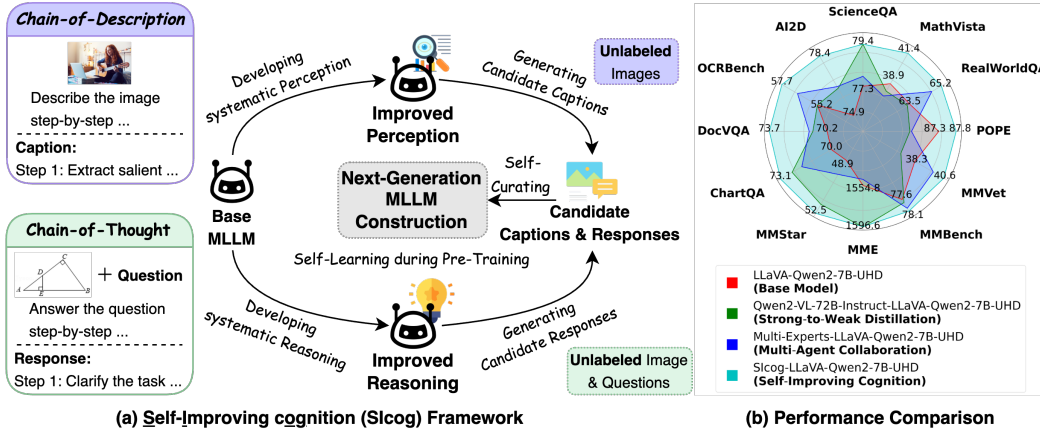 Chain-of-Description
Describe the image
step-by-step ...
Caption:
Step 1: Extract salient ...
Chain-of-Thought
A
B
C
D
E
+ Question
Answer the question
step-by-step ...
Response:
Step 1: Clarify the task ...
Developing
systematic Perception
Improved
Perception
Generating
Candidate Captions
Unlabeled
Images
Base
MLLM
Next-Generation
MLLM
Construction
Self-
Curating
Candidate
Captions & Responses
Self-Learning during Pre-Training
Developing
systematic Reasoning
Improved
Reasoning
Generating
Candidate Responses
Unlabeled Image
& Questions
(a) Self-Improving cognition (SIcog) Framework
ScienceQA
AI2D
MathVista
OCRBench
RealWorldQA
DocVQA
POPE
ChartQA
MMVet
MMStar
MMBench
MME
79.4
78.4
41.4
57.7
65.2
77.3
38.9
55.2
63.5
74.9
73.7
70.2
87.3
87.8
70.0
73.1
48.9
38.3
40.6
1554.8
77.6
52.5
78.1
1596.6
LLaVA-Qwen2-7B-UHD
(Base Model)
Qwen2-VL-72B-Instruct-LLaVA-Qwen2-7B-UHD
(Strong-to-Weak Distillation)
Multi-Experts-LLaVA-Qwen2-7B-UHD
(Multi-Agent Collaboration)
SIcog-LLaVA-Qwen2-7B-UHD
(Self-Improving Cognition)
(b) Performance Comparison